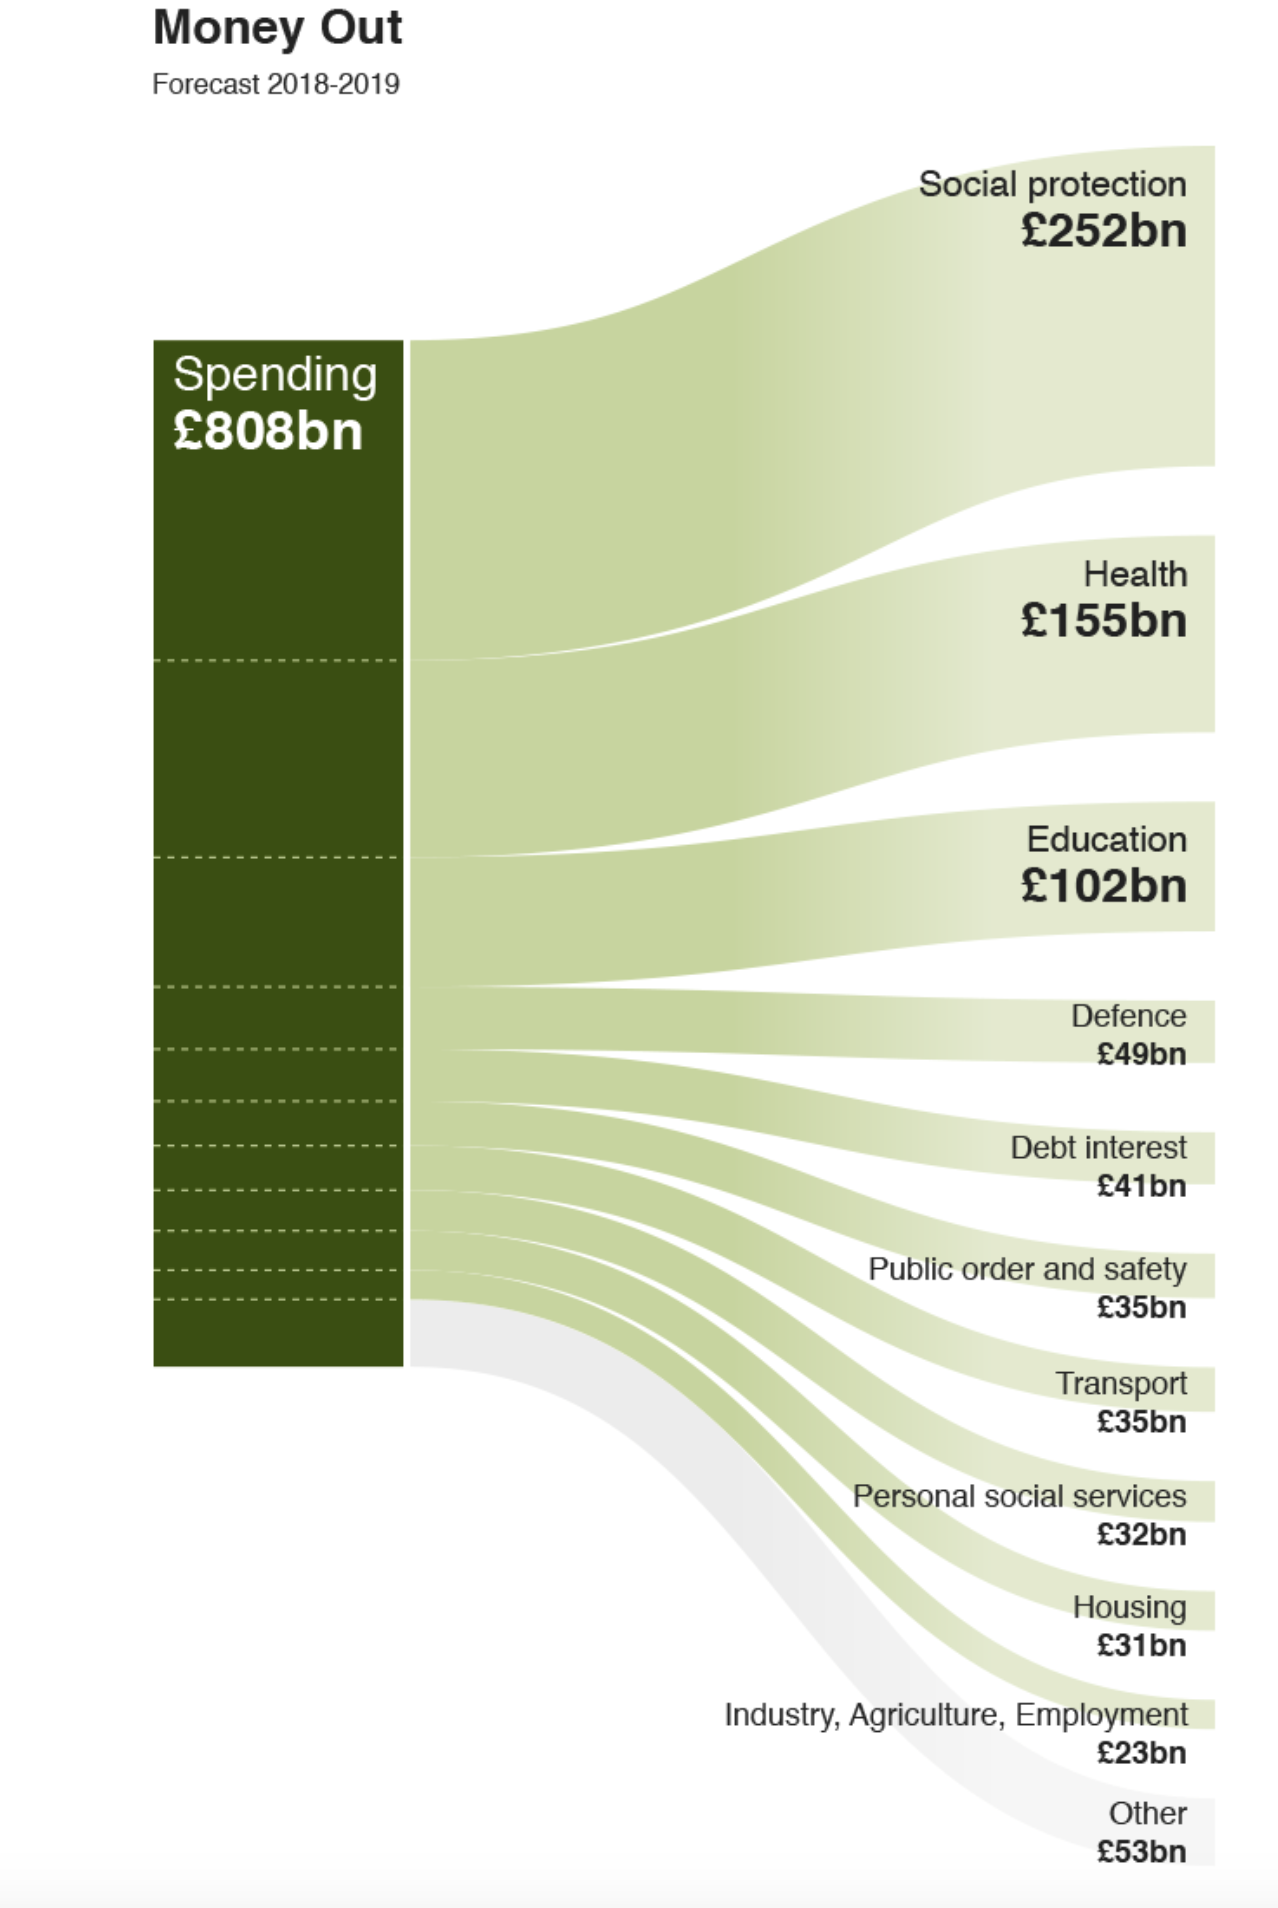 Money Out
Forecast 2018-2019
Spending
£808bn
Social protection
£252bn
Health
£155bn
Education
£102bn
Defence
£49bn
Debt interest
£41bn
Public order and safety
£35bn
Transport
£35bn
Personal social services
£32bn
Housing
£31bn
Industry, Agriculture, Employment
£23bn
Other
£53bn